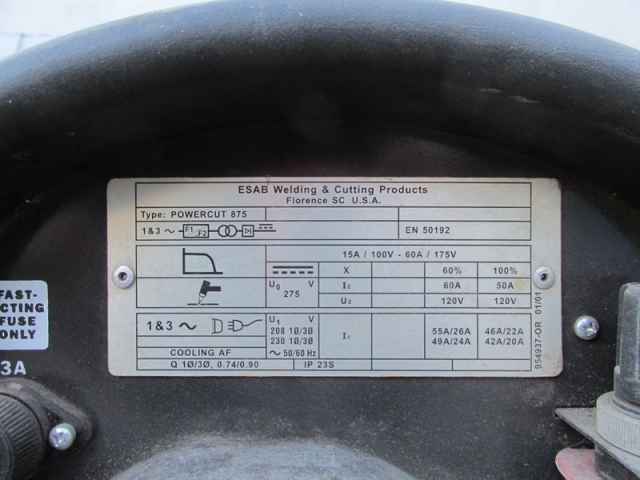 ESAB Welding & Cutting Products
Florence SC U.S.A.
Type: POWERCUT 875
1&3 ~ F1 F2 EN 50192
15A / 100V - 60A / 175V
X 60% 100%
U₀ V 275 I₂ 60A 50A
U₂ 120V 120V
1&3 ~ U₁ V
208 1Ø/3Ø I₁ 55A/26A 46A/22A
230 1Ø/3Ø 49A/24A 42A/20A
~ 50/60 Hz
COOLING AF
Q 1Ø/3Ø, 0.74/0.90 IP 23S
954937-OR 01/01
FAST-
CTING
FUSE
ONLY
3A